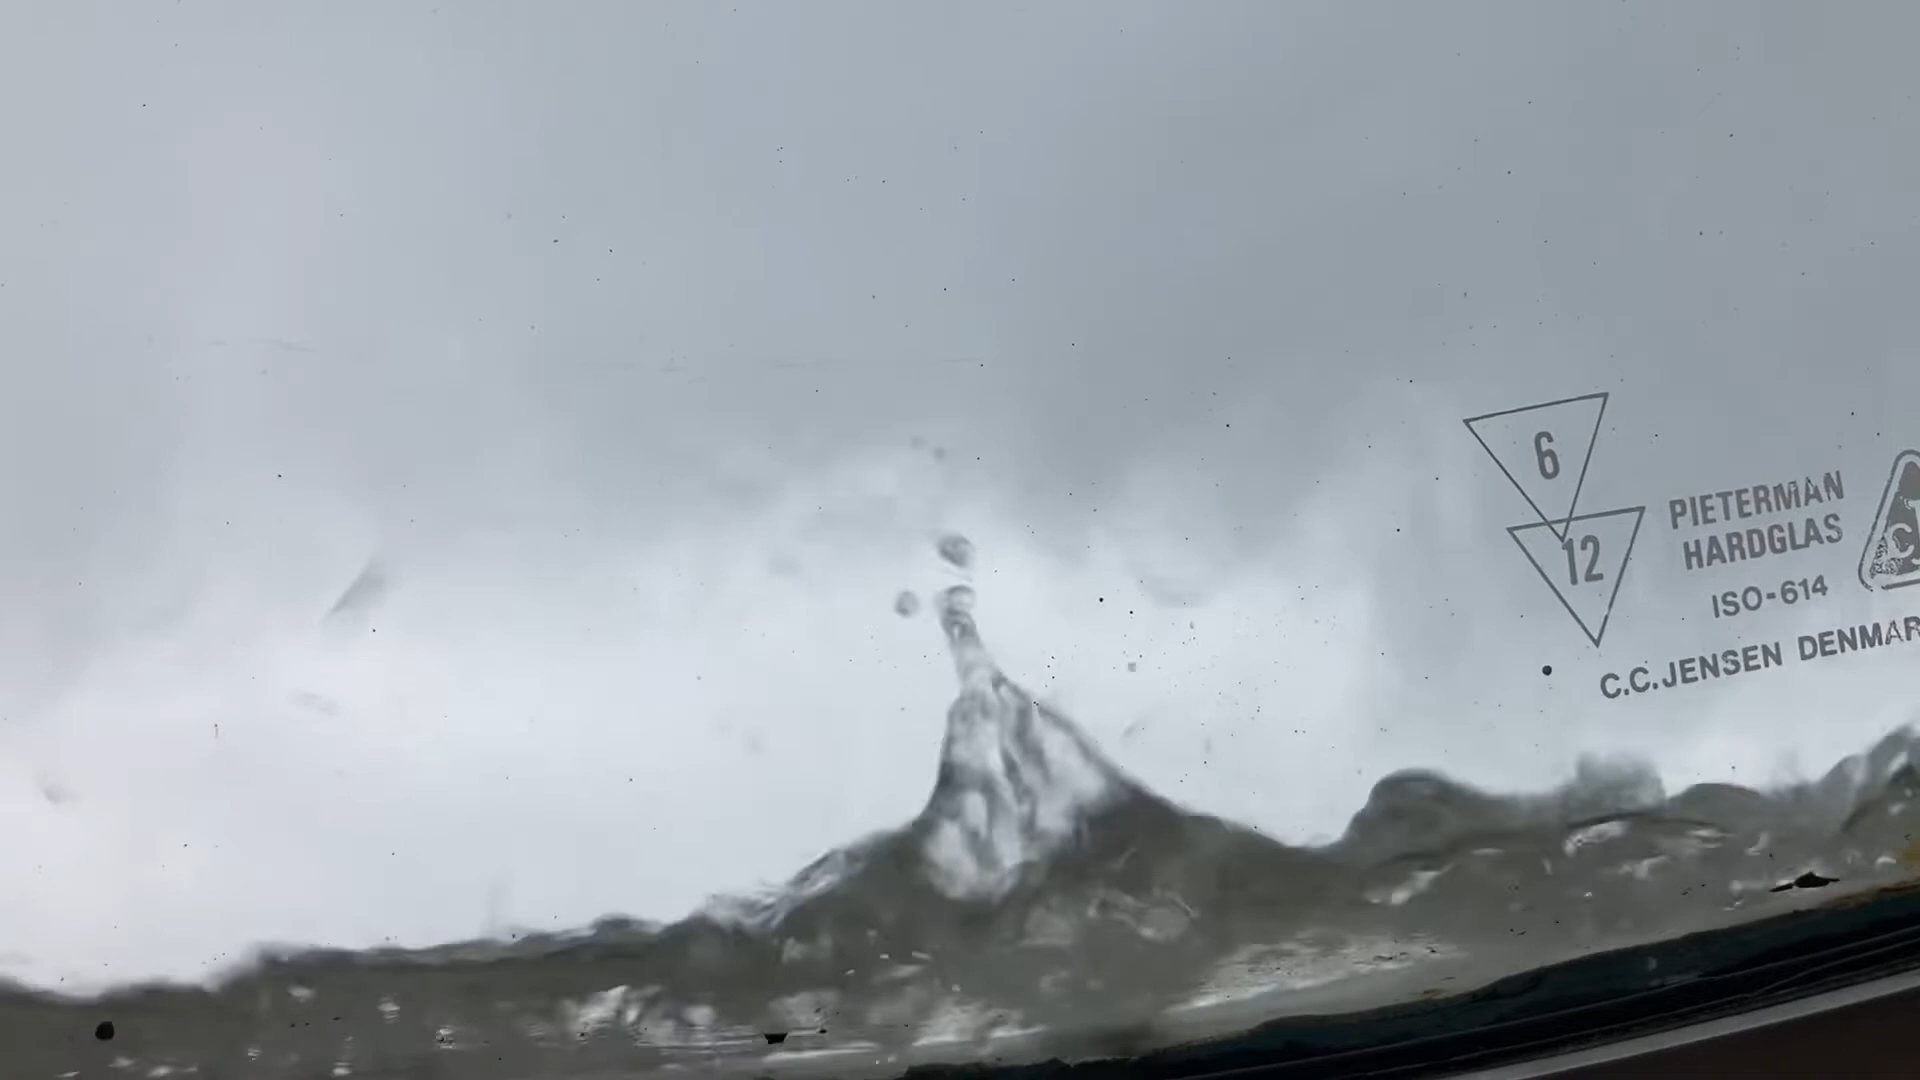 6
12
PIETERMAN
HARDGLAS
ISO-614
C.C.JENSEN DENMAR